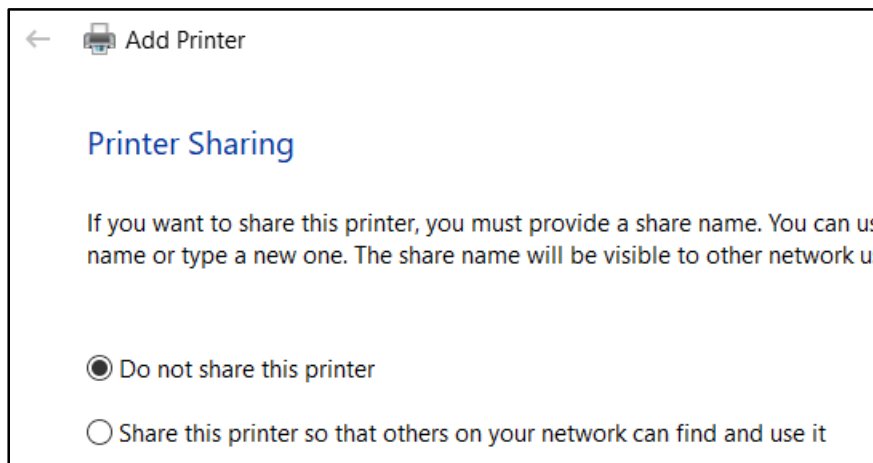 Add Printer
Printer Sharing
If you want to share this printer, you must provide a share name. You can
name or type a new one. The share name will be visible to other network
Do not share this printer
Share this printer so that others on your network can find and use it